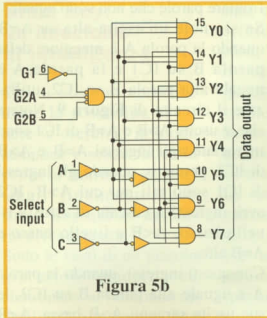 15 Y0
14 Y1
13 Y2
12 Y3
11 Y4
10 Y5
9 Y6
8 Y7
Data output
G1 6
G2A 4
G2B 5
Select
input
A 1
B 2
C 3
Figura 5b